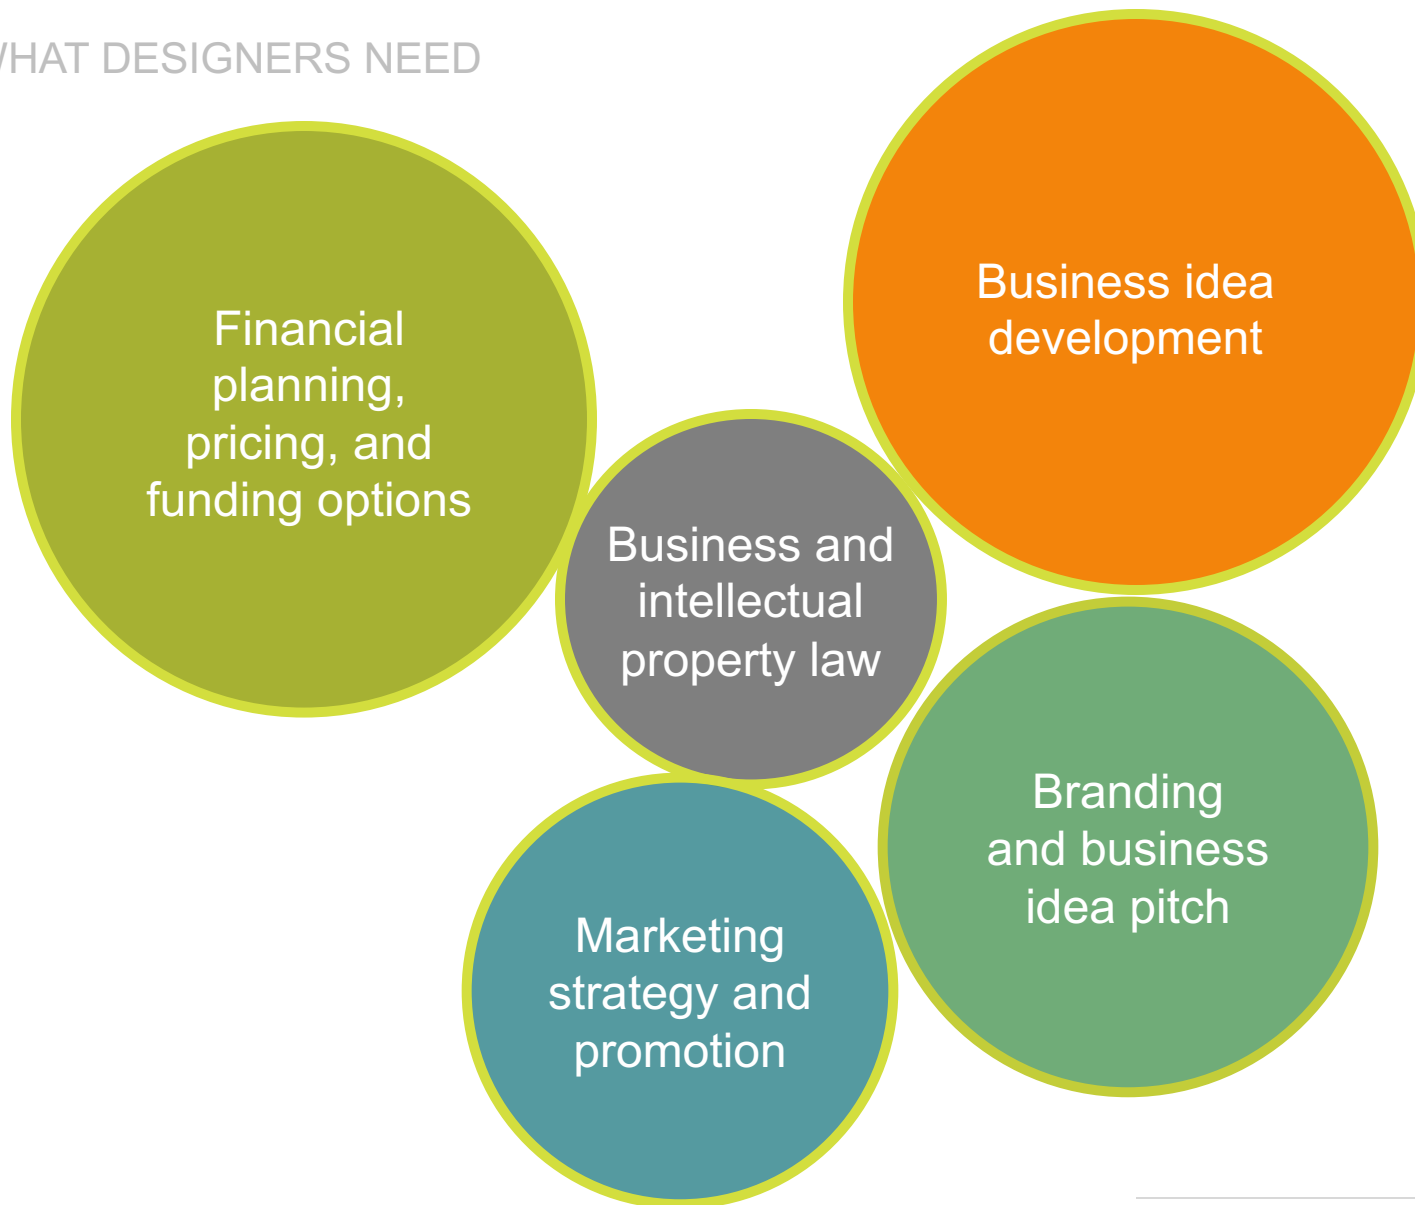 WHAT DESIGNERS NEED
Financial
planning,
pricing, and
funding options
Business idea
development
Business and
intellectual
property law
Branding
and business
idea pitch
Marketing
strategy and
promotion